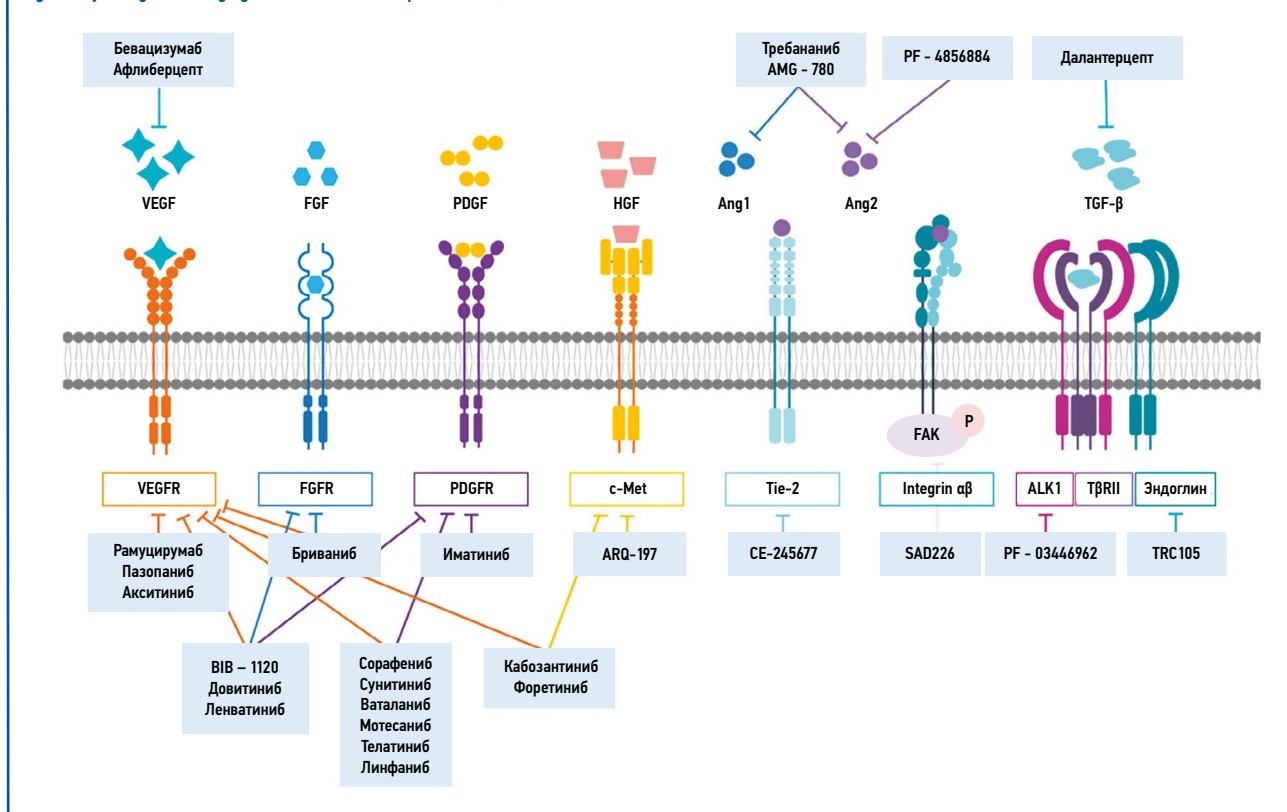 Бевацизумаб
Афлиберцепт
Требананиб
AMG - 780
PF - 4856884
Далантерцепт
VEGF
FGF
PDGF
HGF
Ang1
Ang2
TGF-β
FAK
P
VEGFR
FGFR
PDGFR
c-Met
Tie-2
Integrin αβ
ALK1
TβRII
Эндоглин
Рамуцирумаб
Пазопаниб
Акситиниб
Бриваниб
Иматиниб
ARQ-197
CE-245677
SAD226
PF - 03446962
TRC105
BIB – 1120
Довитиниб
Ленватиниб
Сорафениб
Сунитиниб
Ваталаниб
Мотесаниб
Телатиниб
Линфаниб
Кабозантиниб
Форетиниб